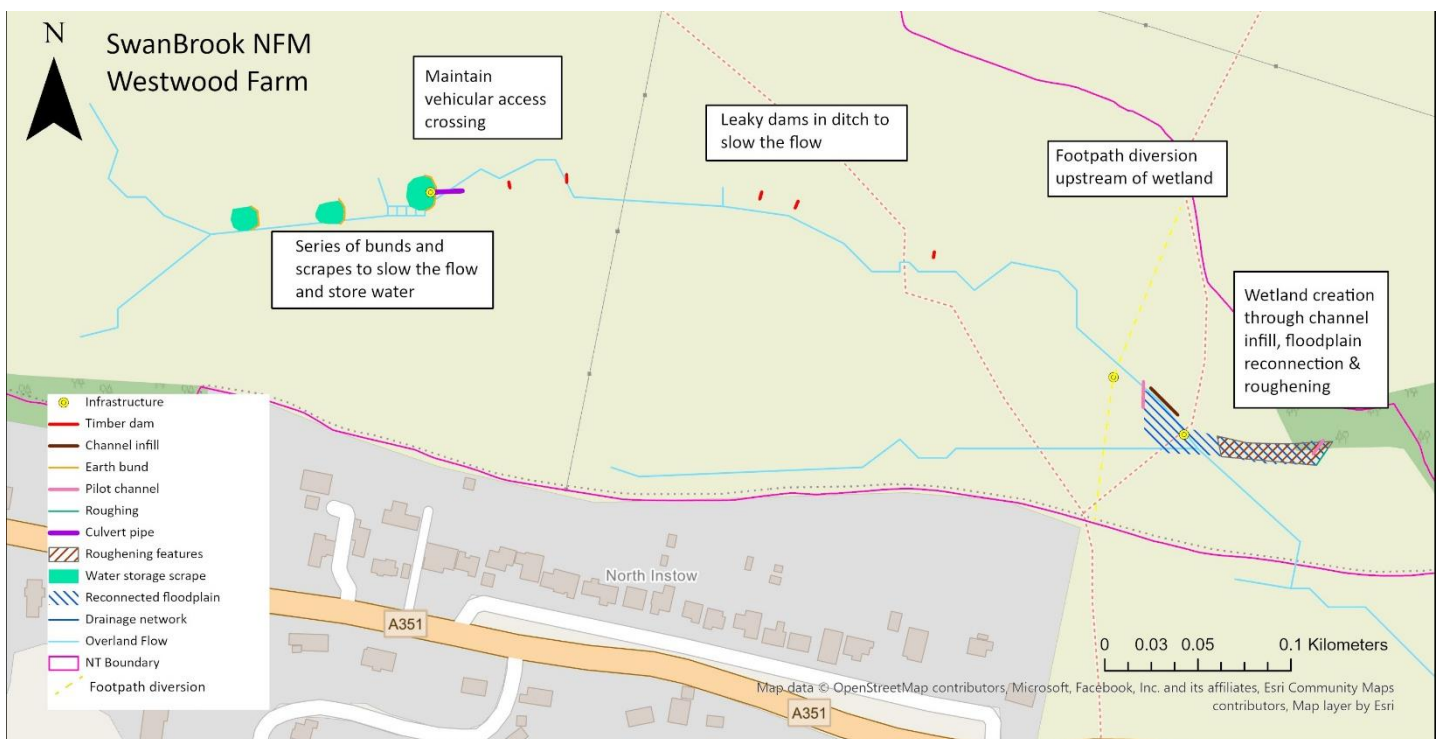 N
SwanBrook NFM
Westwood Farm
Maintain
vehicular access
crossing
Leaky dams in ditch to
slow the flow
Footpath diversion
upstream of wetland
Series of bunds and
scrapes to slow the flow
and store water
Wetland creation
through channel
infill, floodplain
reconnection &
roughening
Infrastructure
Timber dam
Channel infill
Earth bund
Pilot channel
Roughing
Culvert pipe
Roughening features
Water storage scrape
Reconnected floodplain
Drainage network
Overland Flow
NT Boundary
Footpath diversion
North Instow
A351
A351
0 0.03 0.05 0.1 Kilometers
Map data © OpenStreetMap contributors, Microsoft, Facebook, Inc. and its affiliates, Esri Community Maps
contributors, Map layer by Esri